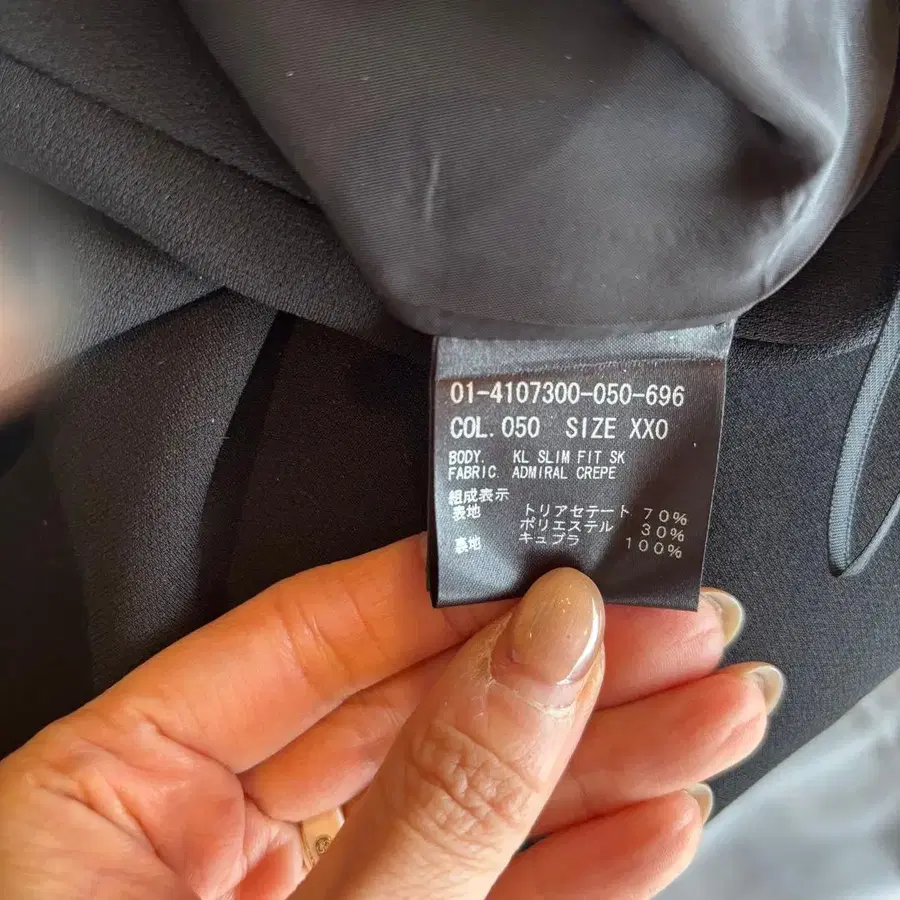 01-4107300-050-696
COL. 050 SIZE XXO
BODY. KL SLIM FIT SK
FABRIC. ADMIRAL CREPE
組成表示
表地 トリアセテート 70%
ポリエステル 30%
裏地 キュプラ 100%